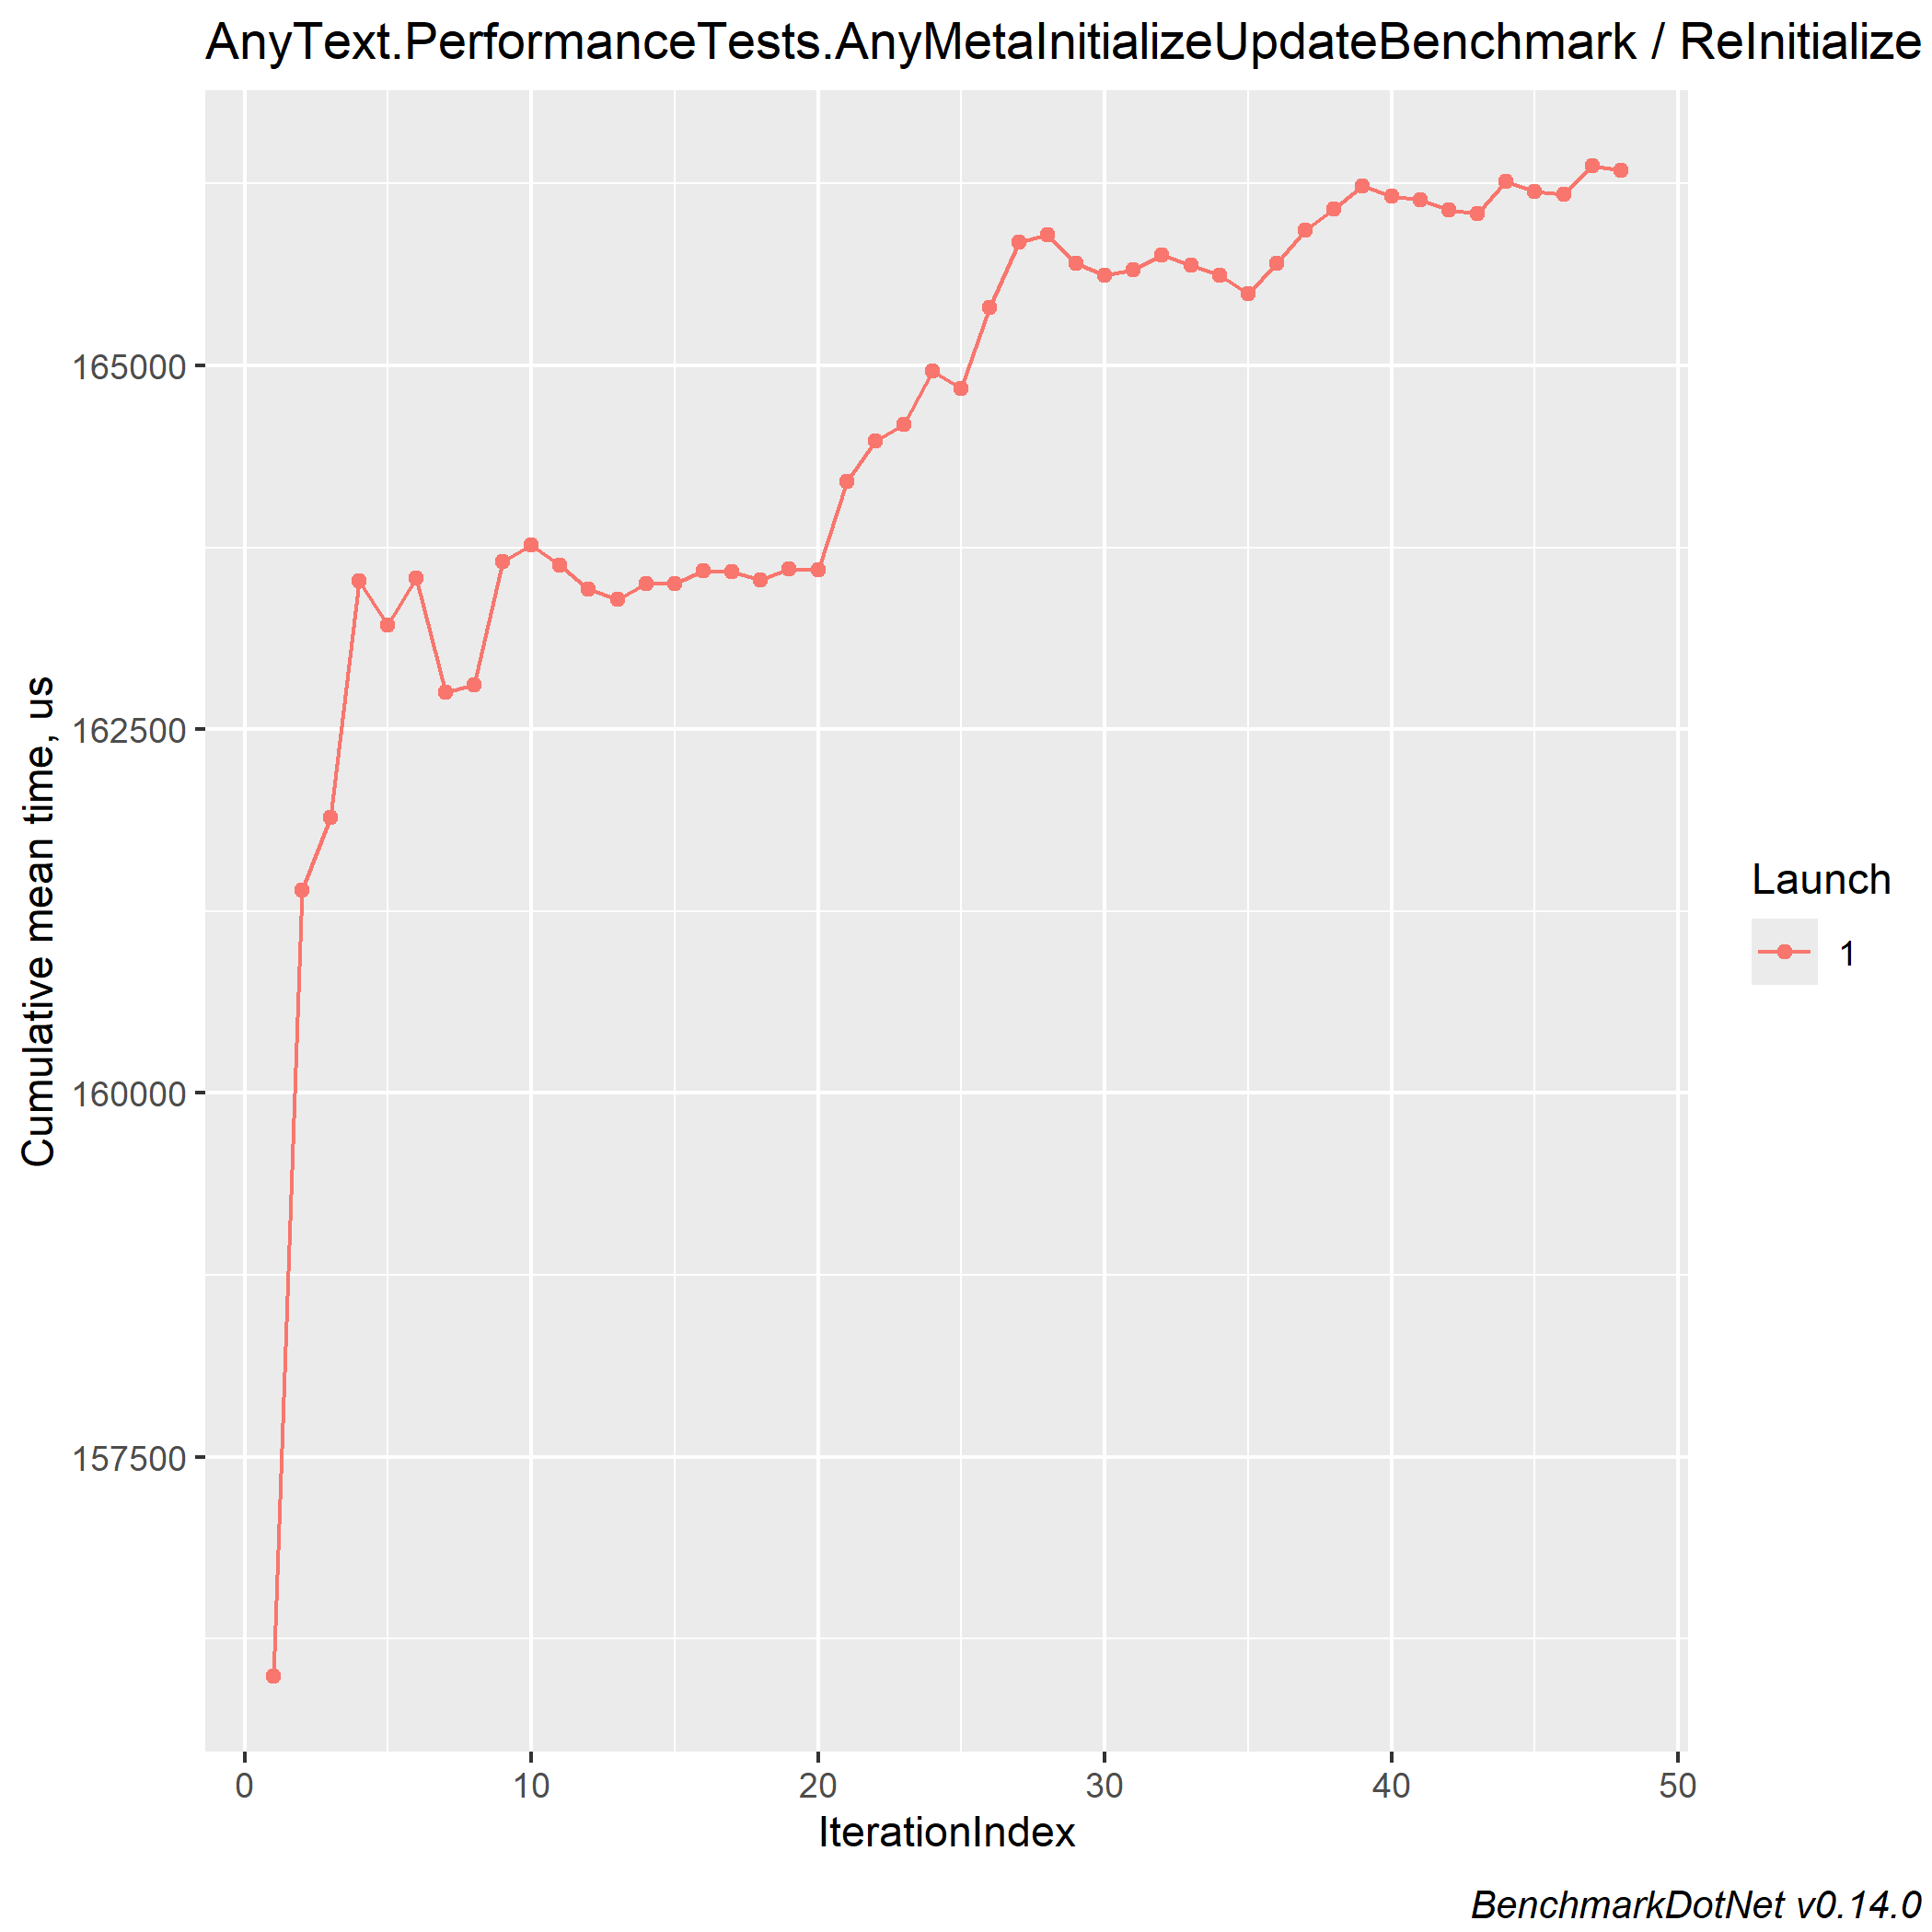 AnyText.PerformanceTests.AnyMetaInitializeUpdateBenchmark / ReInitialize
Cumulative mean time, us
165000
162500
160000
157500
0 10 20 30 40 50
IterationIndex
Launch
1
BenchmarkDotNet v0.14.0